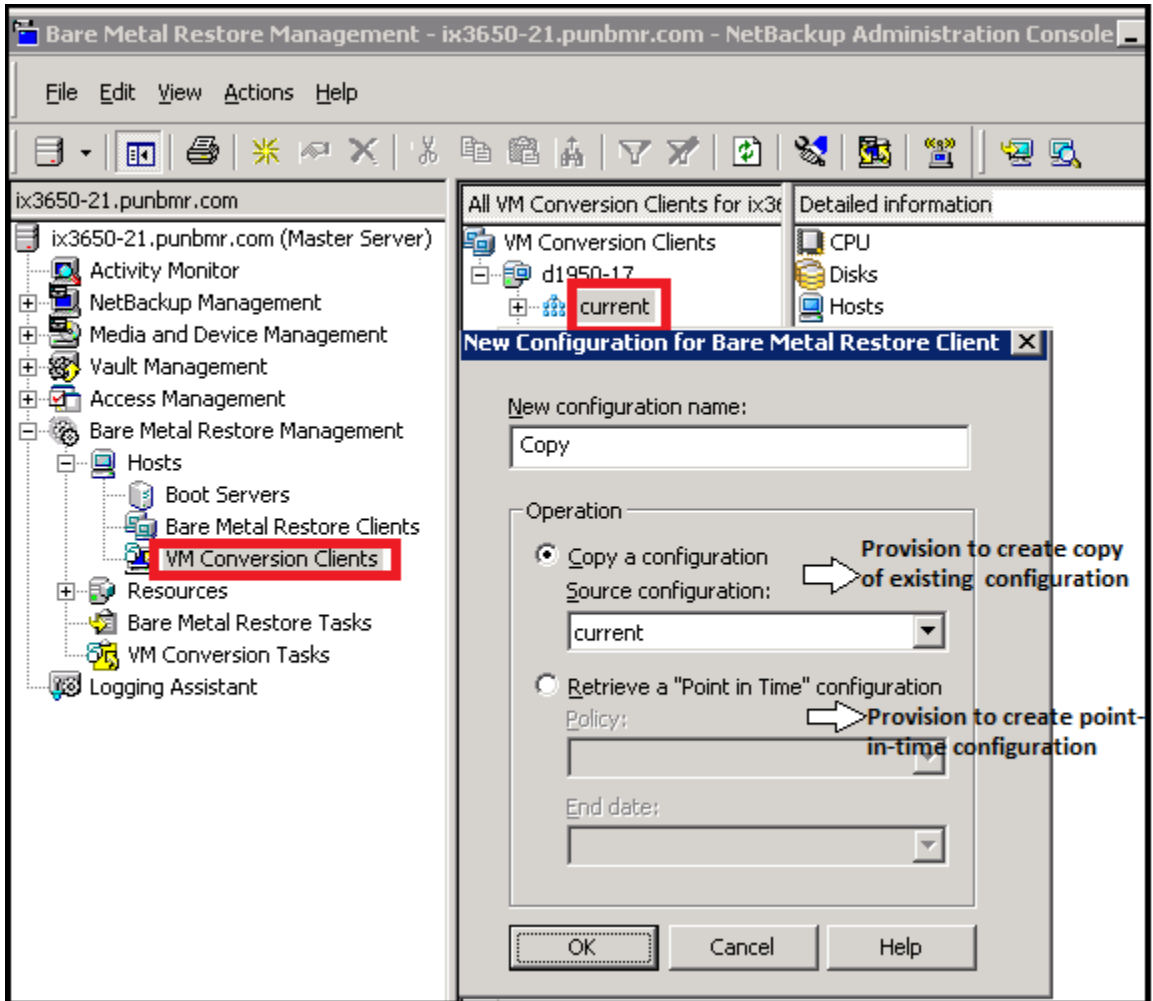 Bare Metal Restore Management - ix3650-21.punbmr.com - NetBackup Administration Console
File Edit View Actions Help
ix3650-21.punbmr.com
ix3650-21.punbmr.com (Master Server)
Activity Monitor
NetBackup Management
Media and Device Management
Vault Management
Access Management
Bare Metal Restore Management
Hosts
Boot Servers
Bare Metal Restore Clients
VM Conversion Clients
Resources
Bare Metal Restore Tasks
VM Conversion Tasks
Logging Assistant
All VM Conversion Clients for ix36
VM Conversion Clients
d1950-17
current
Detailed information
CPU
Disks
Hosts
New Configuration for Bare Metal Restore Client
New configuration name:
Copy
Operation
Copy a configuration
Source configuration:
current
Provision to create copy
of existing configuration
Retrieve a "Point in Time" configuration
Policy:
Provision to create point-
in-time configuration
End date:
OK Cancel Help